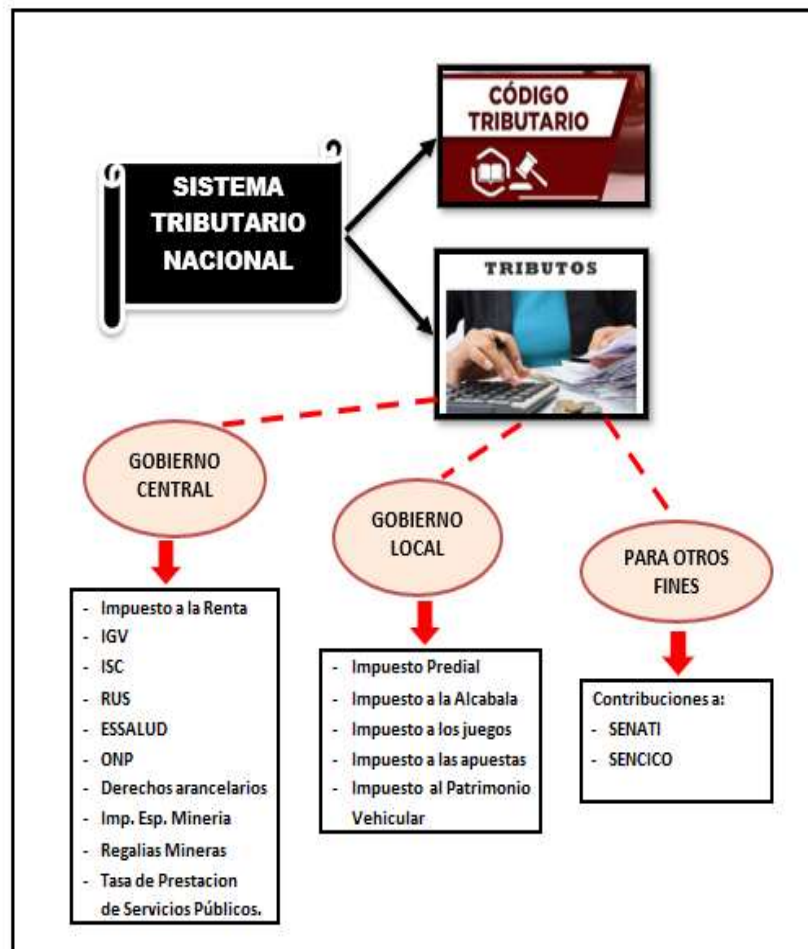 CÓDIGO
TRIBUTARIO
SISTEMA
TRIBUTARIO
NACIONAL
TRIBUTOS
GOBIERNO
CENTRAL
- Impuesto a la Renta
- IGV
- ISC
- RUS
- ESSALUD
- ONP
- Derechos arancelarios
- Imp. Esp. Mineria
- Regalias Mineras
- Tasa de Prestacion
de Servicios Públicos.
GOBIERNO
LOCAL
- Impuesto Predial
- Impuesto a la Alcabala
- Impuesto a los juegos
- Impuesto a las apuestas
- Impuesto al Patrimonio
Vehicular
PARA OTROS
FINES
Contribuciones a:
- SENATI
- SENCICO